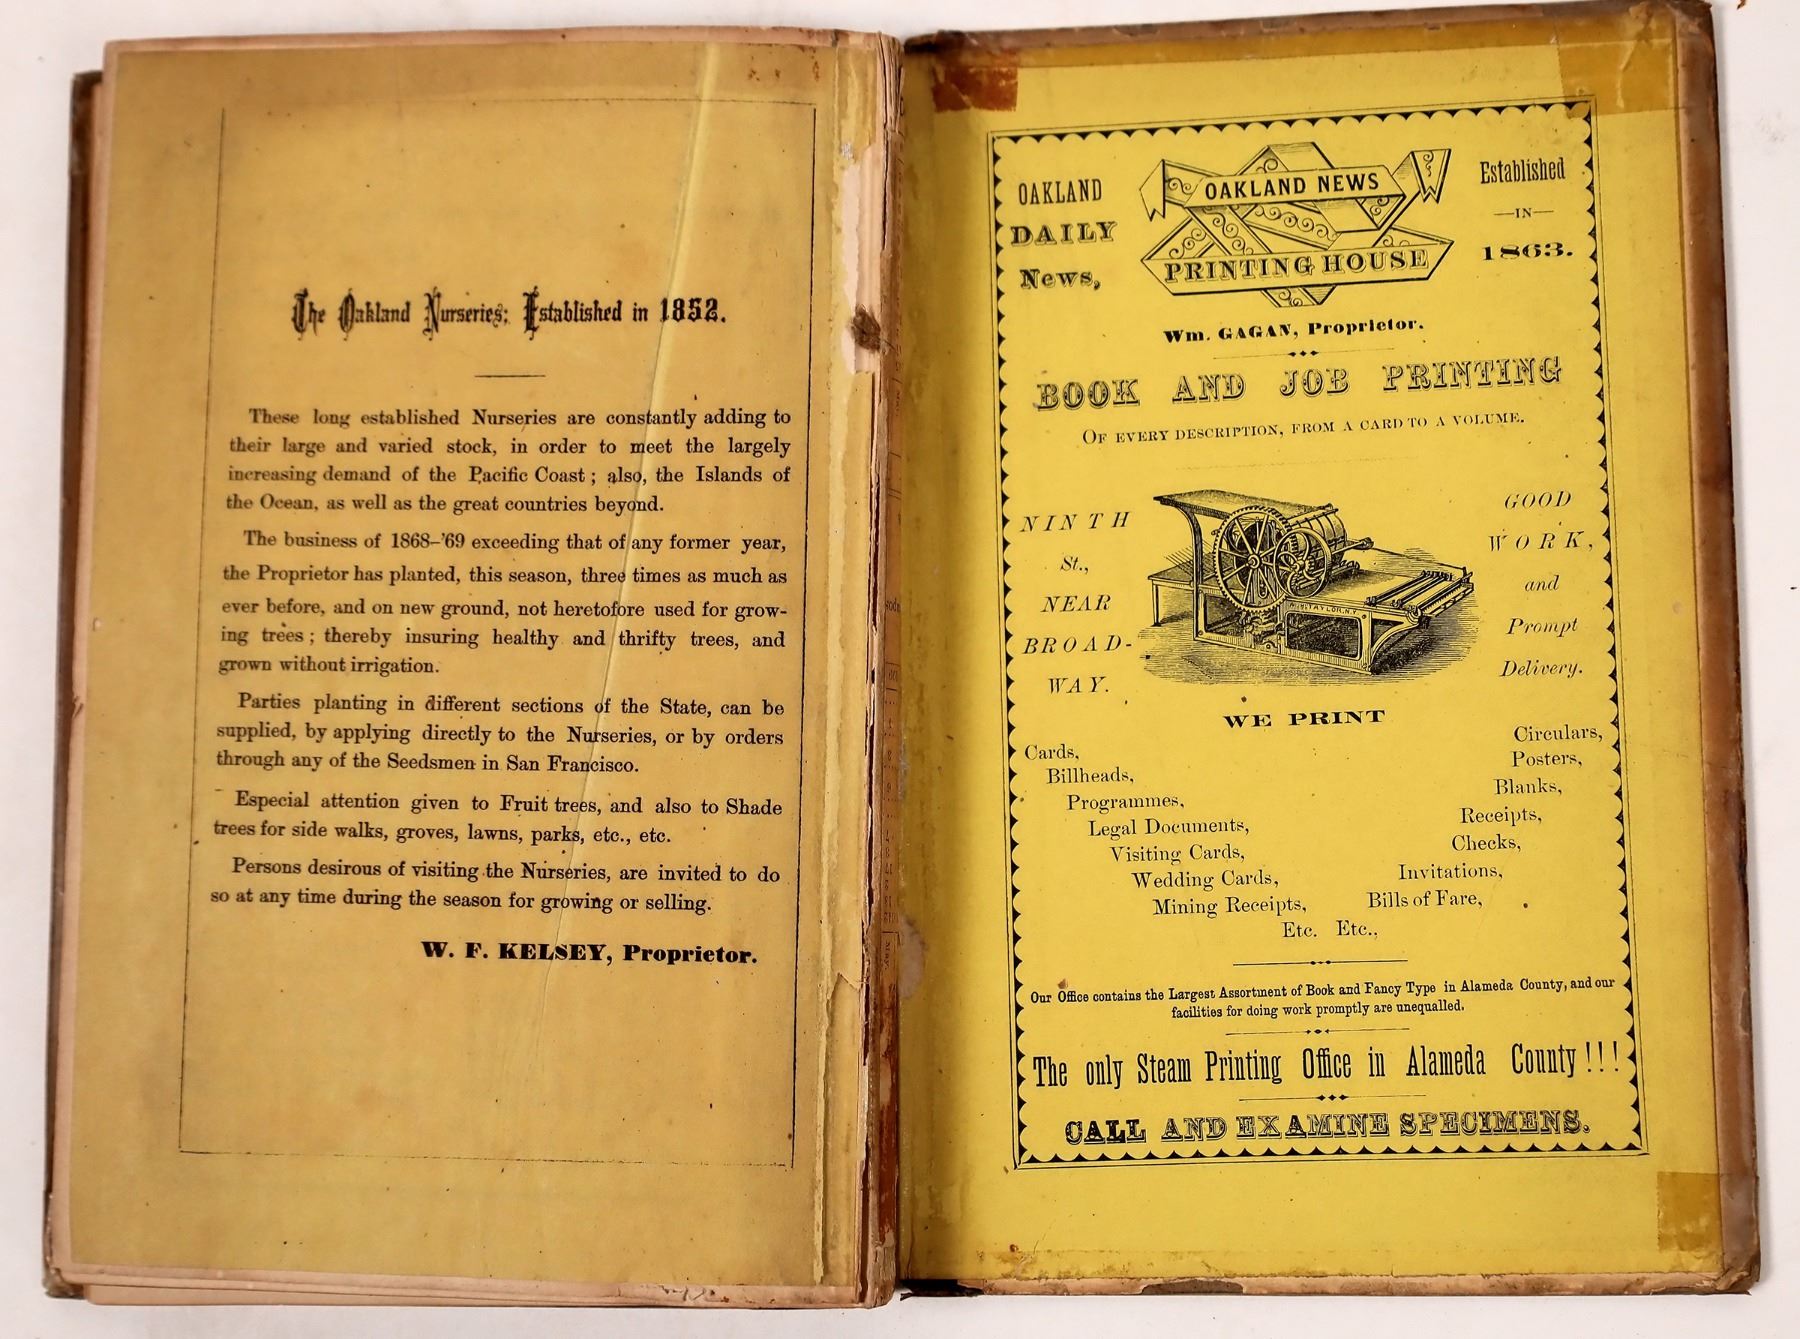 The Oakland Nurseries; Established in 1852.
These long established Nurseries are constantly adding to
their large and varied stock, in order to meet the largely
increasing demand of the Pacific Coast; also, the Islands of
the Ocean, as well as the great countries beyond.
The business of 1868-'69 exceeding that of any former year,
the Proprietor has planted, this season, three times as much as
ever before, and on new ground, not heretofore used for grow-
ing trees; thereby insuring healthy and thrifty trees, and
grown without irrigation.
Parties planting in different sections of the State, can be
supplied, by applying directly to the Nurseries, or by orders
through any of the Seedsmen in San Francisco.
Especial attention given to Fruit trees, and also to Shade
trees for side walks, groves, lawns, parks, etc., etc.
Persons desirous of visiting the Nurseries, are invited to do
so at any time during the season for growing or selling.
W. F. KELSEY, Proprietor.
OAKLAND
DAILY
News,
OAKLAND NEWS
PRINTING HOUSE
Established
—IN—
1863.
Wm. GAGAN, Proprietor.
BOOK AND JOB PRINTING
OF EVERY DESCRIPTION, FROM A CARD TO A VOLUME.
NINTH
St.,
NEAR
BROAD-
WAY.
TAYLOR, N.Y.
GOOD
WORK,
and
Prompt
Delivery.
WE PRINT
Cards,
Billheads,
Programmes,
Legal Documents,
Visiting Cards,
Wedding Cards,
Mining Receipts,
Circulars,
Posters,
Blanks,
Receipts,
Checks,
Invitations,
Bills of Fare,
Etc. Etc.,
Our Office contains the Largest Assortment of Book and Fancy Type in Alameda County, and our
facilities for doing work promptly are unequalled.
The only Steam Printing Office in Alameda County!!!
CALL AND EXAMINE SPECIMENS.